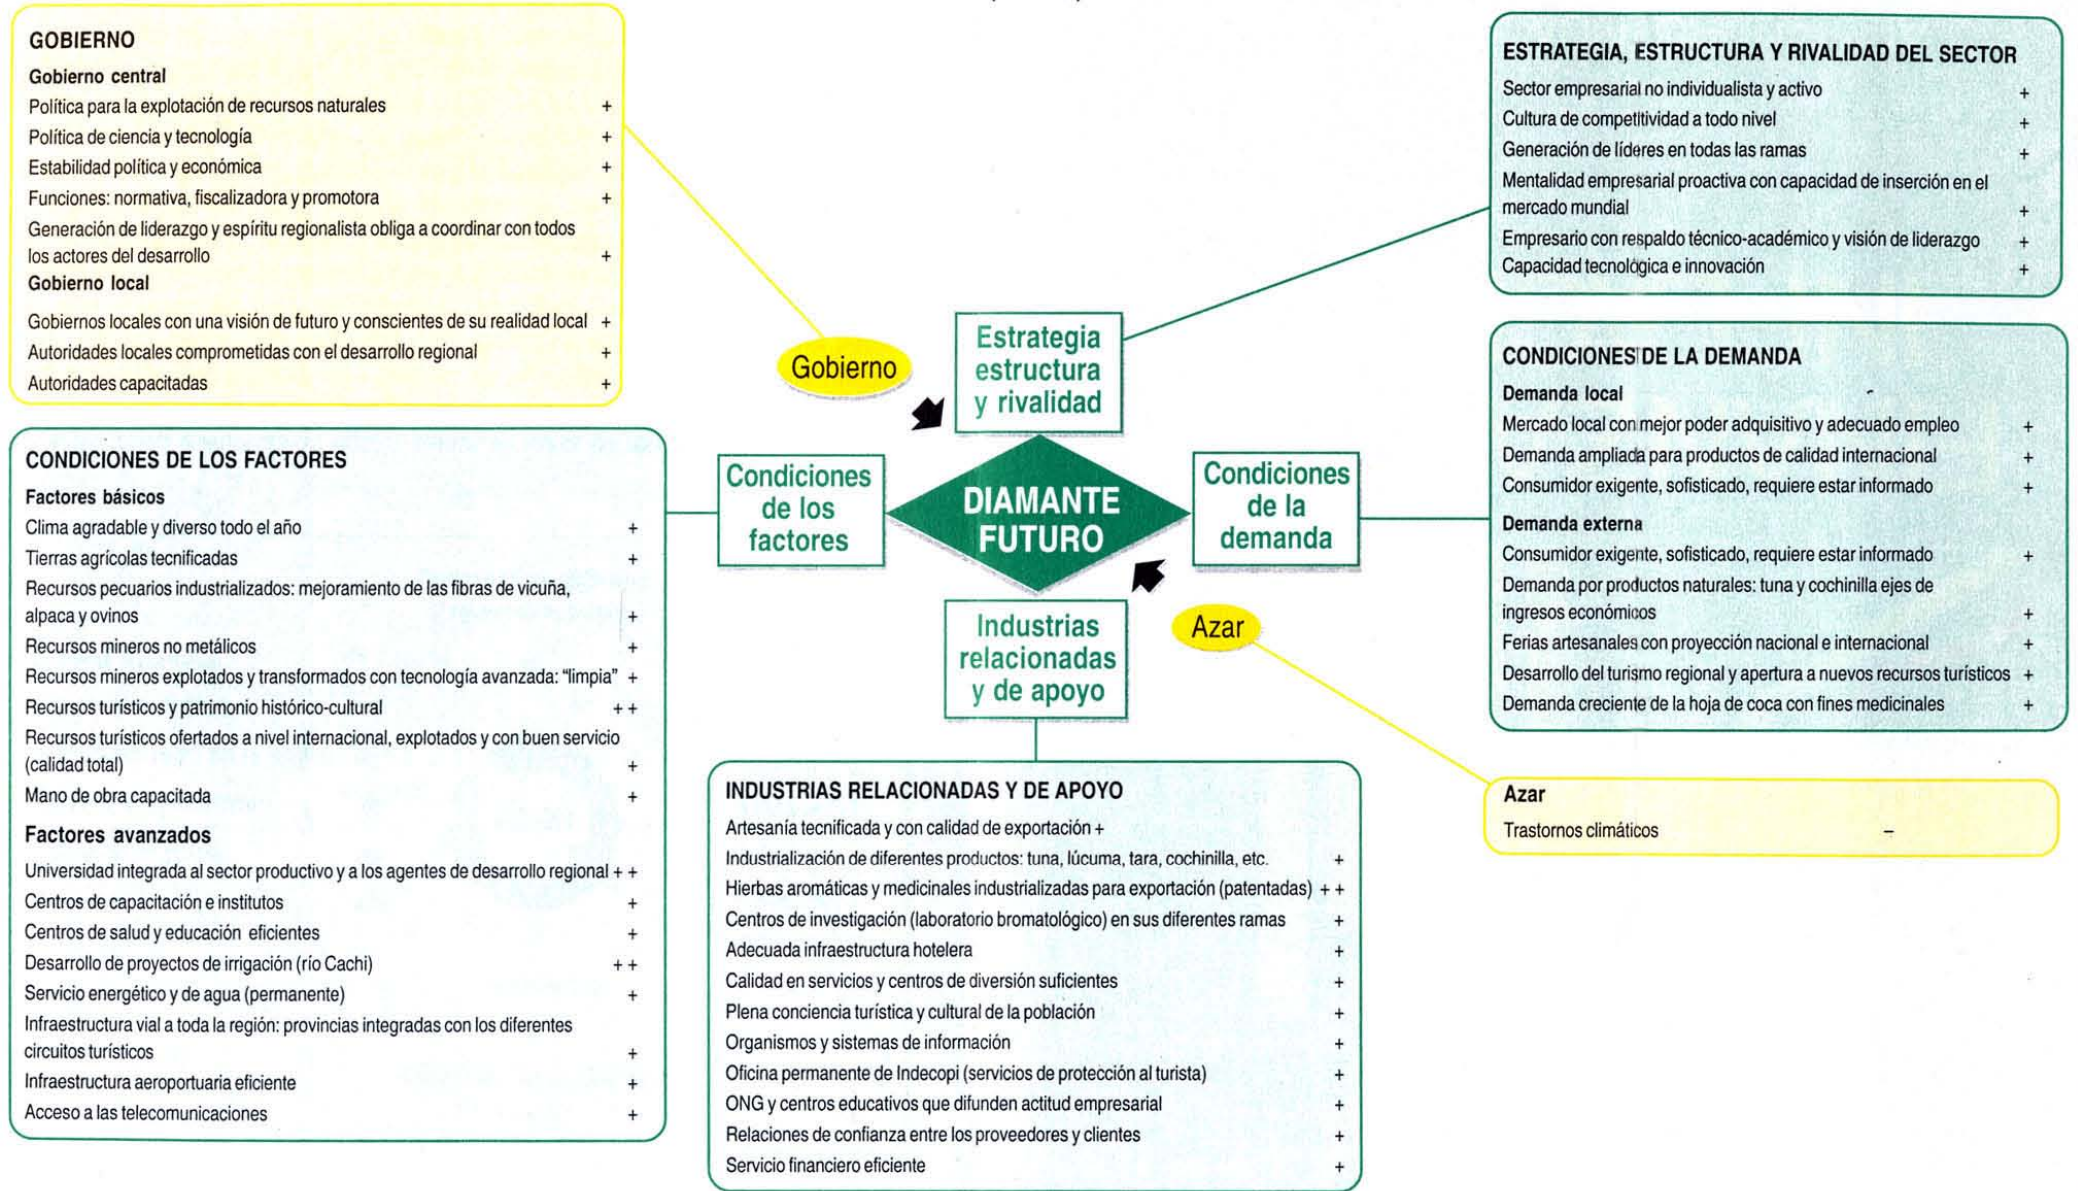 GOBIERNO
Gobierno central
Política para la explotación de recursos naturales +
Política de ciencia y tecnología +
Estabilidad política y económica +
Funciones: normativa, fiscalizadora y promotora +
Generación de liderazgo y espíritu regionalista obliga a coordinar con todos
los actores del desarrollo +
Gobierno local
Gobiernos locales con una visión de futuro y conscientes de su realidad local +
Autoridades locales comprometidas con el desarrollo regional +
Autoridades capacitadas +
CONDICIONES DE LOS FACTORES
Factores básicos
Clima agradable y diverso todo el año +
Tierras agrícolas tecnificadas +
Recursos pecuarios industrializados: mejoramiento de las fibras de vicuña,
alpaca y ovinos +
Recursos mineros no metálicos +
Recursos mineros explotados y transformados con tecnología avanzada: “limpia” +
Recursos turísticos y patrimonio histórico-cultural + +
Recursos turísticos ofertados a nivel internacional, explotados y con buen servicio
(calidad total) +
Mano de obra capacitada +
Factores avanzados
Universidad integrada al sector productivo y a los agentes de desarrollo regional + +
Centros de capacitación e institutos +
Centros de salud y educación eficientes +
Desarrollo de proyectos de irrigación (río Cachi) + +
Servicio energético y de agua (permanente) +
Infraestructura vial a toda la región: provincias integradas con los diferentes
circuitos turísticos +
Infraestructura aeroportuaria eficiente +
Acceso a las telecomunicaciones +
Gobierno
Estrategia
estructura
y rivalidad
Condiciones
de los
factores
DIAMANTE
FUTURO
Condiciones
de la
demanda
Industrias
relacionadas
y de apoyo
Azar
INDUSTRIAS RELACIONADAS Y DE APOYO
Artesanía tecnificada y con calidad de exportación +
Industrialización de diferentes productos: tuna, lúcuma, tara, cochinilla, etc. +
Hierbas aromáticas y medicinales industrializadas para exportación (patentadas) + +
Centros de investigación (laboratorio bromatológico) en sus diferentes ramas +
Adecuada infraestructura hotelera +
Calidad en servicios y centros de diversión suficientes +
Plena conciencia turística y cultural de la población +
Organismos y sistemas de información +
Oficina permanente de Indecopi (servicios de protección al turista) +
ONG y centros educativos que difunden actitud empresarial +
Relaciones de confianza entre los proveedores y clientes +
Servicio financiero eficiente +
ESTRATEGIA, ESTRUCTURA Y RIVALIDAD DEL SECTOR
Sector empresarial no individualista y activo +
Cultura de competitividad a todo nivel +
Generación de líderes en todas las ramas +
Mentalidad empresarial proactiva con capacidad de inserción en el
mercado mundial +
Empresario con respaldo técnico-académico y visión de liderazgo +
Capacidad tecnológica e innovación +
CONDICIONES DE LA DEMANDA
Demanda local
Mercado local con mejor poder adquisitivo y adecuado empleo +
Demanda ampliada para productos de calidad internacional +
Consumidor exigente, sofisticado, requiere estar informado +
Demanda externa
Consumidor exigente, sofisticado, requiere estar informado +
Demanda por productos naturales: tuna y cochinilla ejes de
ingresos económicos +
Ferias artesanales con proyección nacional e internacional +
Desarrollo del turismo regional y apertura a nuevos recursos turísticos +
Demanda creciente de la hoja de coca con fines medicinales +
Azar
Trastornos climáticos –